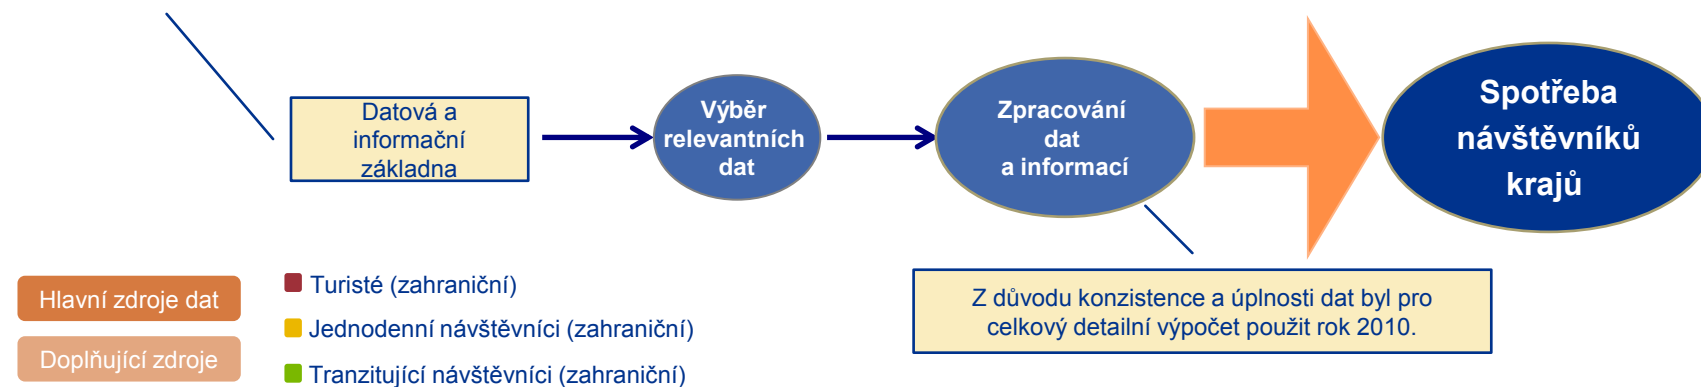 Datová a
informační
základna
Výběr
relevantních
dat
Zpracování
dat
a informací
Spotřeba
návštěvníků
krajů
Hlavní zdroje dat
Doplňující zdroje
Turisté (zahraniční)
Jednodenní návštěvníci (zahraniční)
Tranzitující návštěvníci (zahraniční)
Z důvodu konzistence a úplnosti dat byl pro
celkový detailní výpočet použit rok 2010.